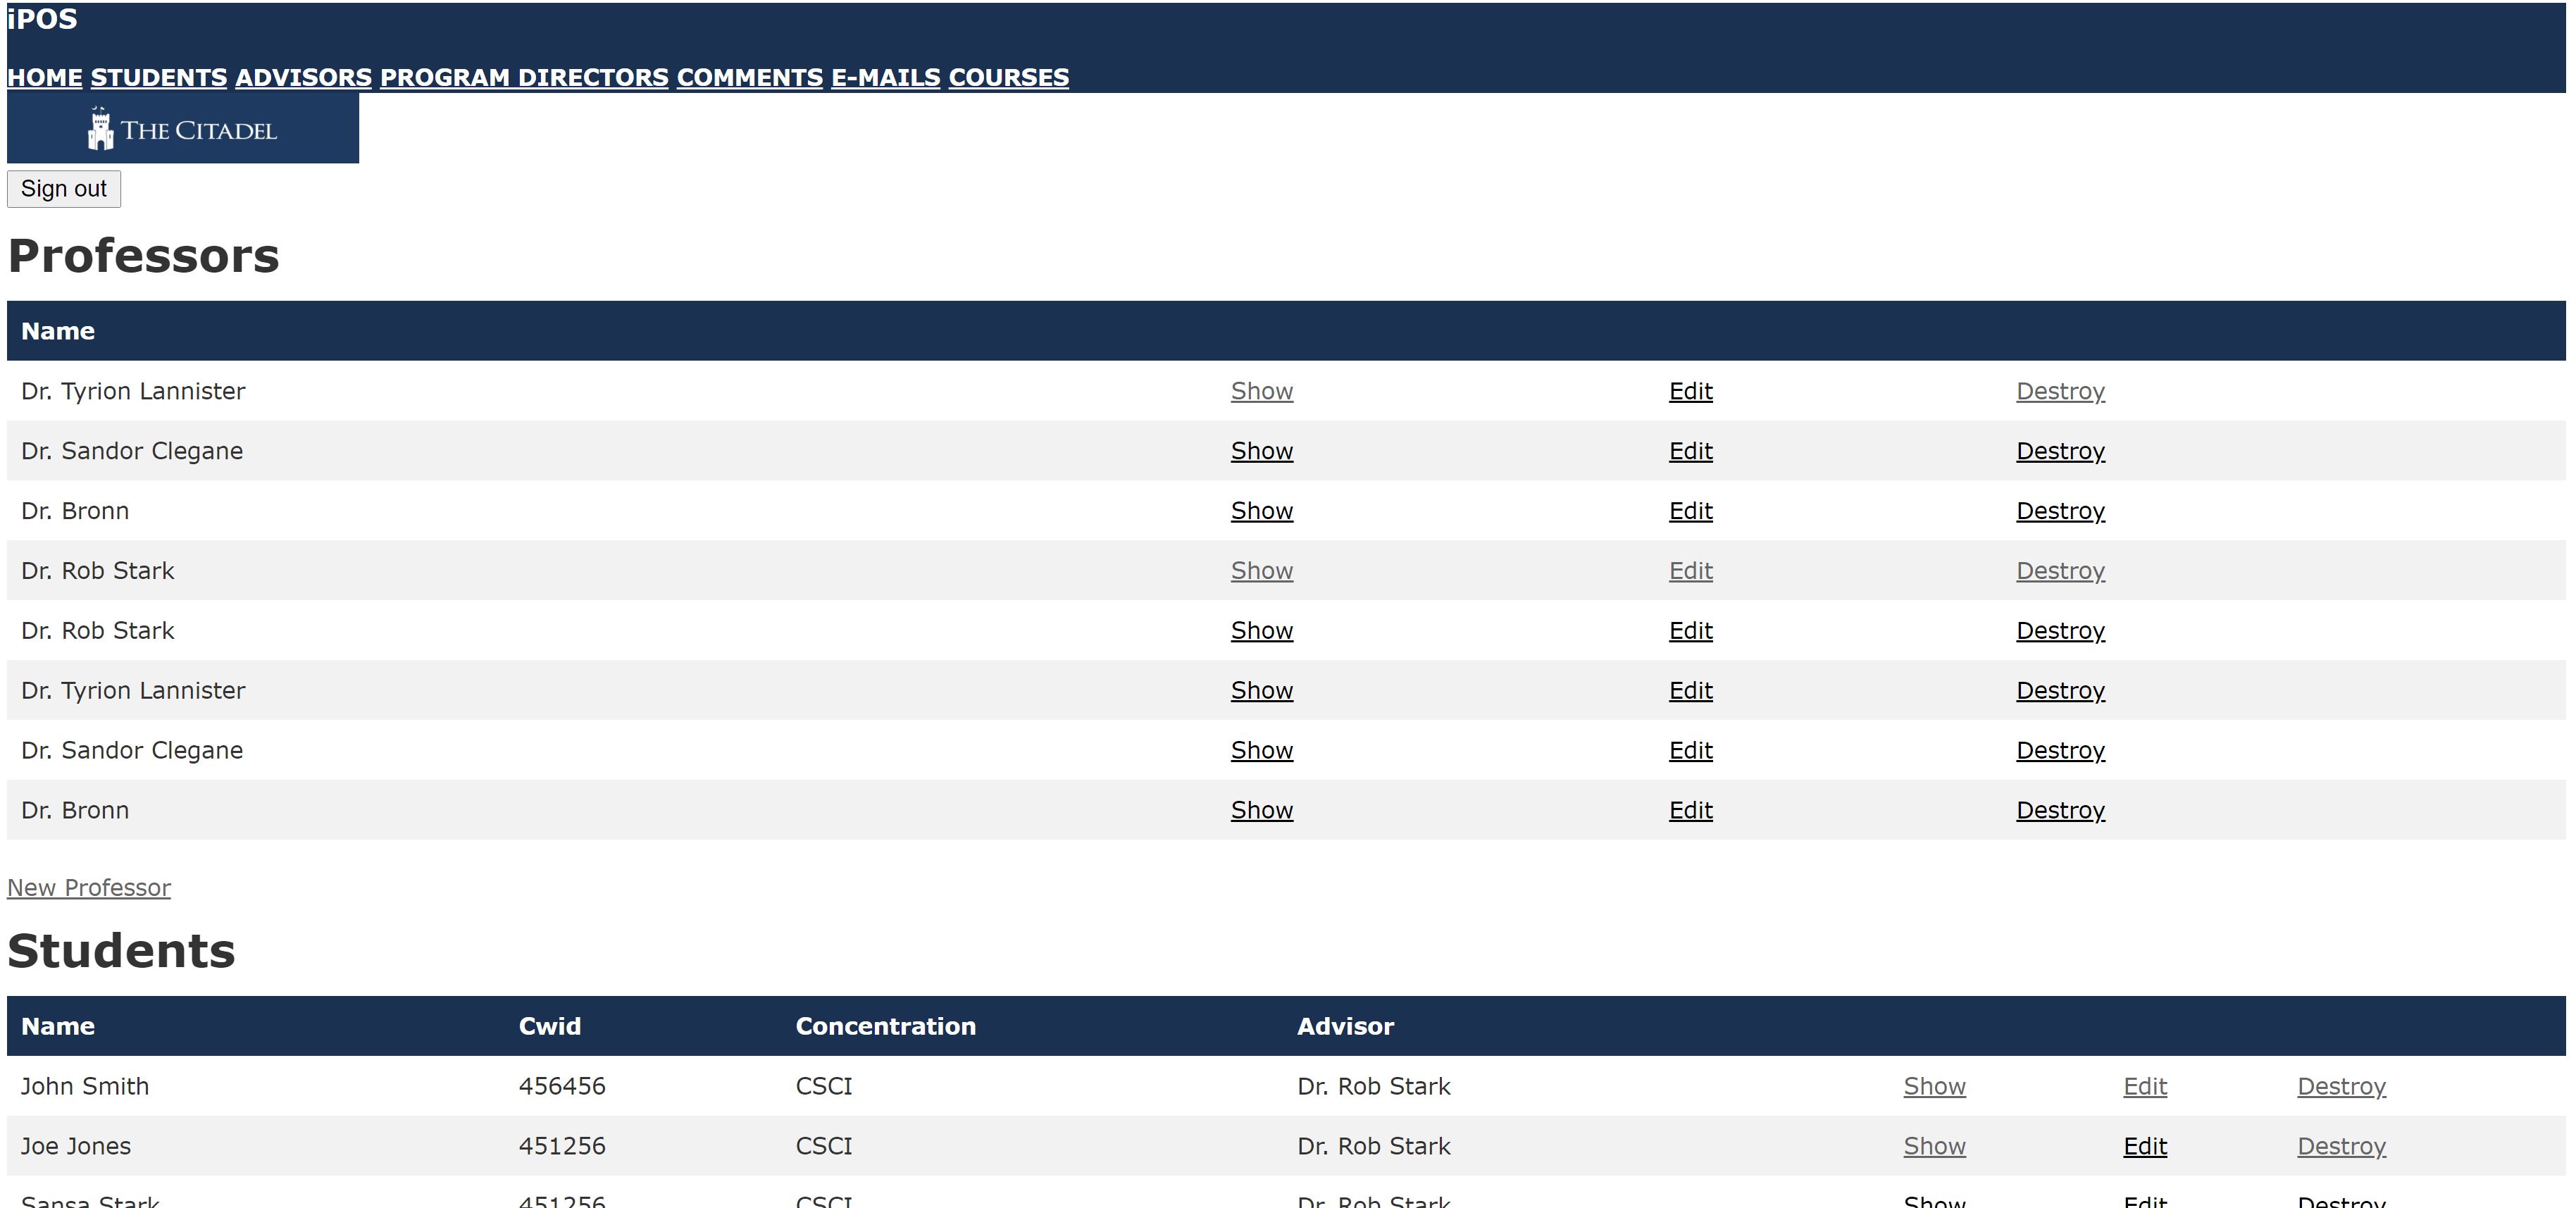 iPOS
HOME STUDENTS ADVISORS PROGRAM DIRECTORS COMMENTS E-MAILS COURSES
THE CITADEL
Sign out
Professors
Name
Dr. Tyrion Lannister Show Edit Destroy
Dr. Sandor Clegane Show Edit Destroy
Dr. Bronn Show Edit Destroy
Dr. Rob Stark Show Edit Destroy
Dr. Rob Stark Show Edit Destroy
Dr. Tyrion Lannister Show Edit Destroy
Dr. Sandor Clegane Show Edit Destroy
Dr. Bronn Show Edit Destroy
New Professor
Students
Name Cwid Concentration Advisor
John Smith 456456 CSCI Dr. Rob Stark Show Edit Destroy
Joe Jones 451256 CSCI Dr. Rob Stark Show Edit Destroy
Sansa Stark 451256 CSCI Dr. Rob Stark Show Edit Destroy